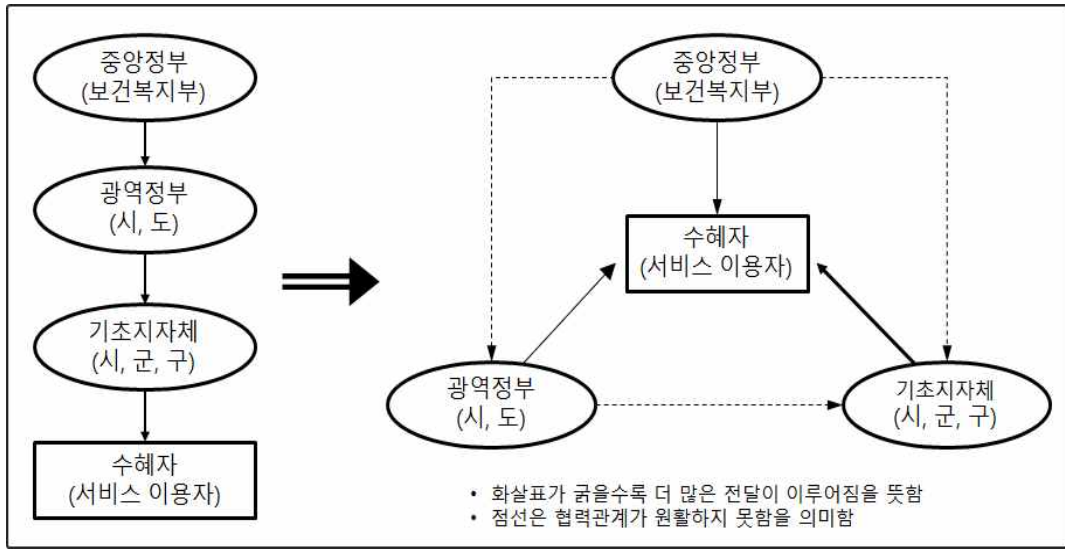 중앙정부
(보건복지부)
광역정부
(시, 도)
기초지자체
(시, 군, 구)
수혜자
(서비스 이용자)
중앙정부
(보건복지부)
수혜자
(서비스 이용자)
광역정부
(시, 도)
기초지자체
(시, 군, 구)
• 화살표가 굵을수록 더 많은 전달이 이루어짐을 뜻함
• 점선은 협력관계가 원활하지 못함을 의미함